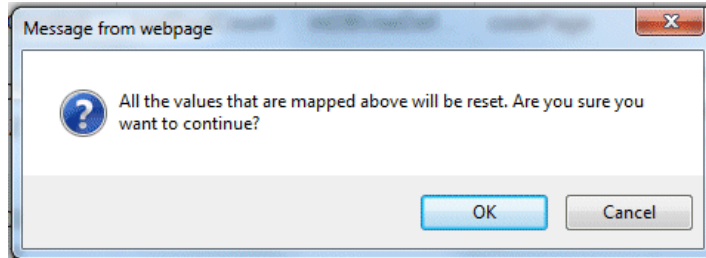 Message from webpage
All the values that are mapped above will be reset. Are you sure you
want to continue?
OK
Cancel